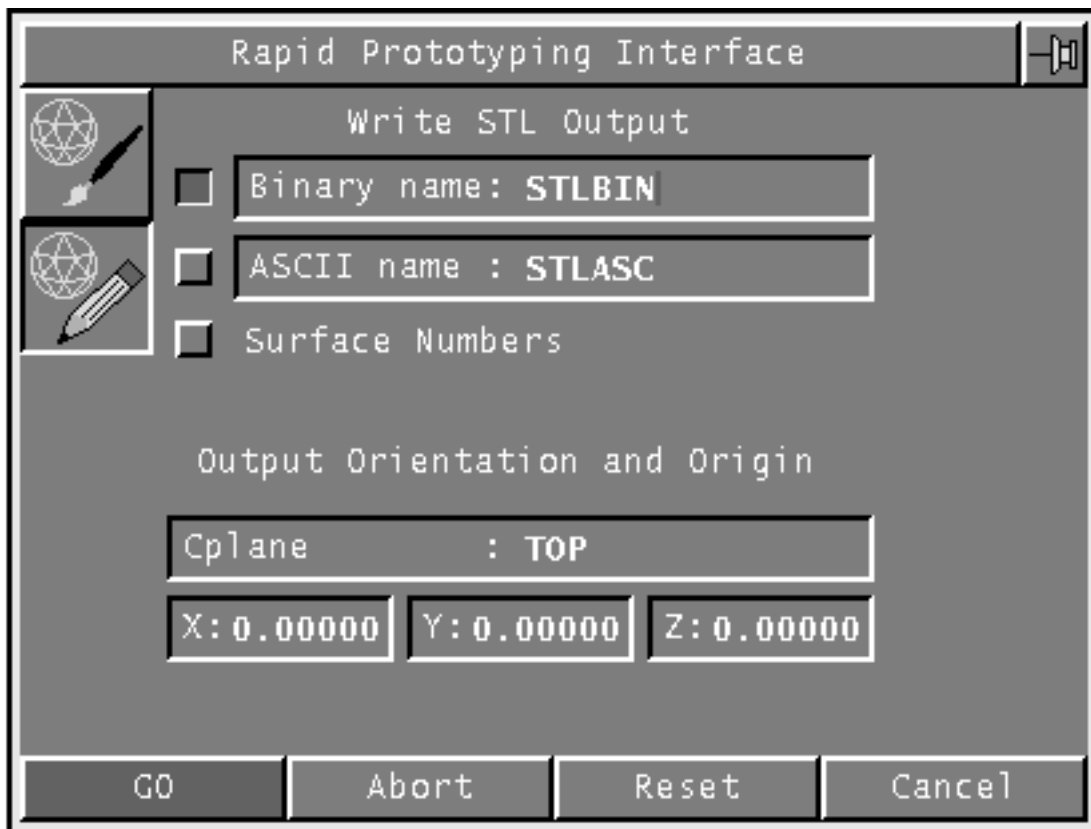 Rapid Prototyping Interface
Write STL Output
Binary name: STLBIN
ASCII name : STLASC
Surface Numbers
Output Orientation and Origin
Cplane : TOP
X:0.00000 Y:0.00000 Z:0.00000
GO Abort Reset Cancel